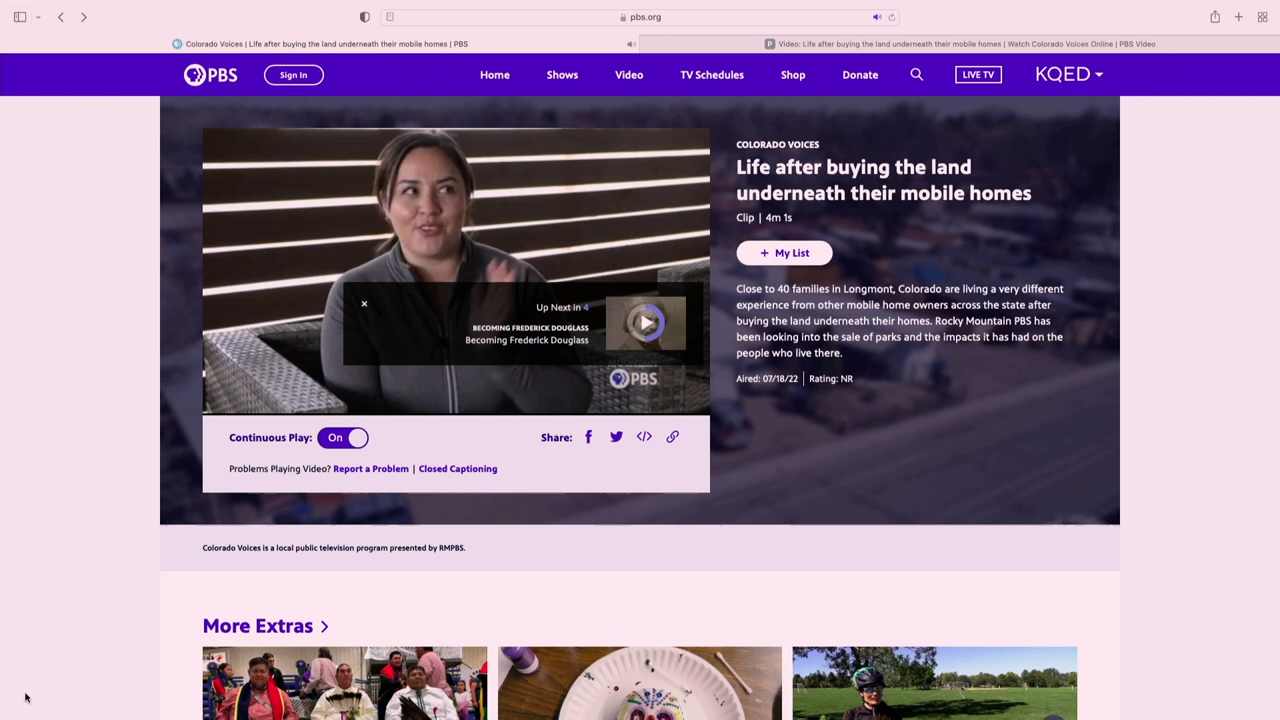 pbs.org
Colorado Voices | Life after buying the land underneath their mobile homes | PBS
Video: Life after buying the land underneath their mobile homes | Watch Colorado Voices Online | PBS Video
PBS
Sign In
Home
Shows
Video
TV Schedules
Shop
Donate
LIVE TV
KQED
COLORADO VOICES
Life after buying the land
underneath their mobile homes
Clip | 4m 1s
+ My List
Close to 40 families in Longmont, Colorado are living a very different
experience from other mobile home owners across the state after
buying the land underneath their homes. Rocky Mountain PBS has
been looking into the sale of parks and the impacts it has had on the
people who live there.
Aired: 07/18/22 | Rating: NR
Up Next in 4
BECOMING FREDERICK DOUGLASS
Becoming Frederick Douglass
PBS
Continuous Play: On
Share:
Problems Playing Video? Report a Problem | Closed Captioning
Colorado Voices is a local public television program presented by RMPBS.
More Extras